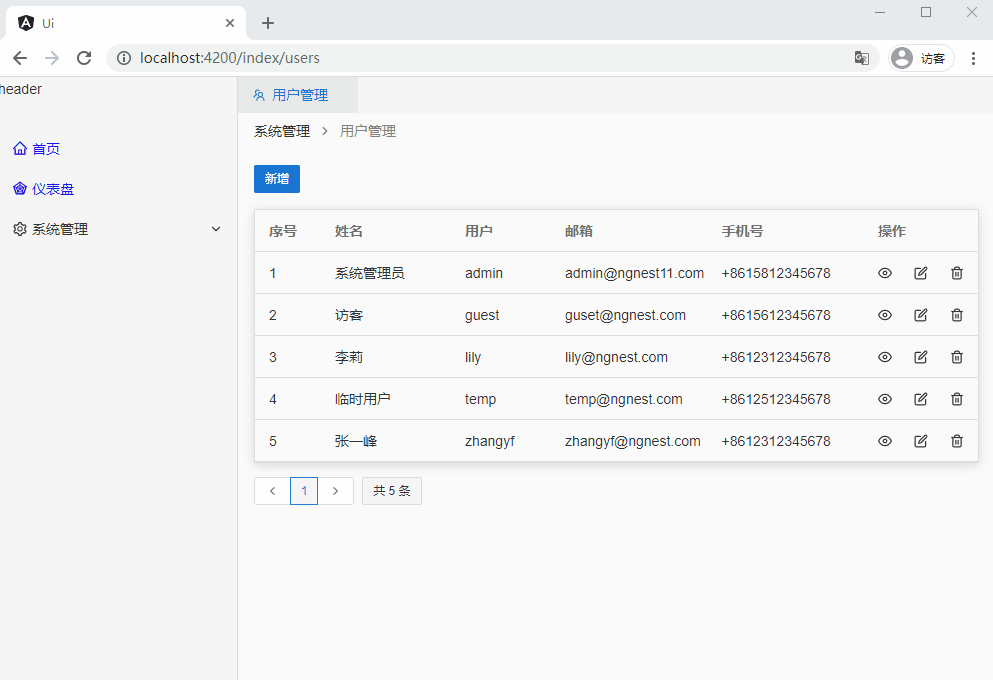 Ui
localhost:4200/index/users
访客
header
用户管理
系统管理 用户管理
首页
仪表盘
系统管理
新增
序号 姓名 用户 邮箱 手机号 操作
1 系统管理员 admin admin@ngnest11.com +8615812345678
2 访客 guest guset@ngnest.com +8615612345678
3 李莉 lily lily@ngnest.com +8612312345678
4 临时用户 temp temp@ngnest.com +8612512345678
5 张一峰 zhangyf zhangyf@ngnest.com +8612312345678
1 共 5 条